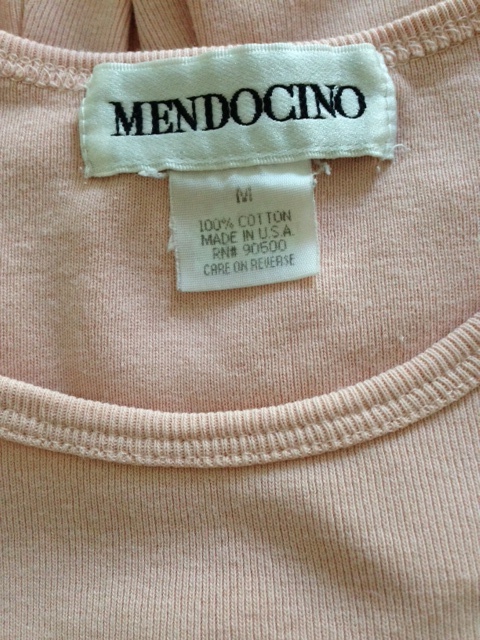 MENDOCINO
M
100% COTTON
MADE IN U.S.A.
RN# 90600
CARE ON REVERSE